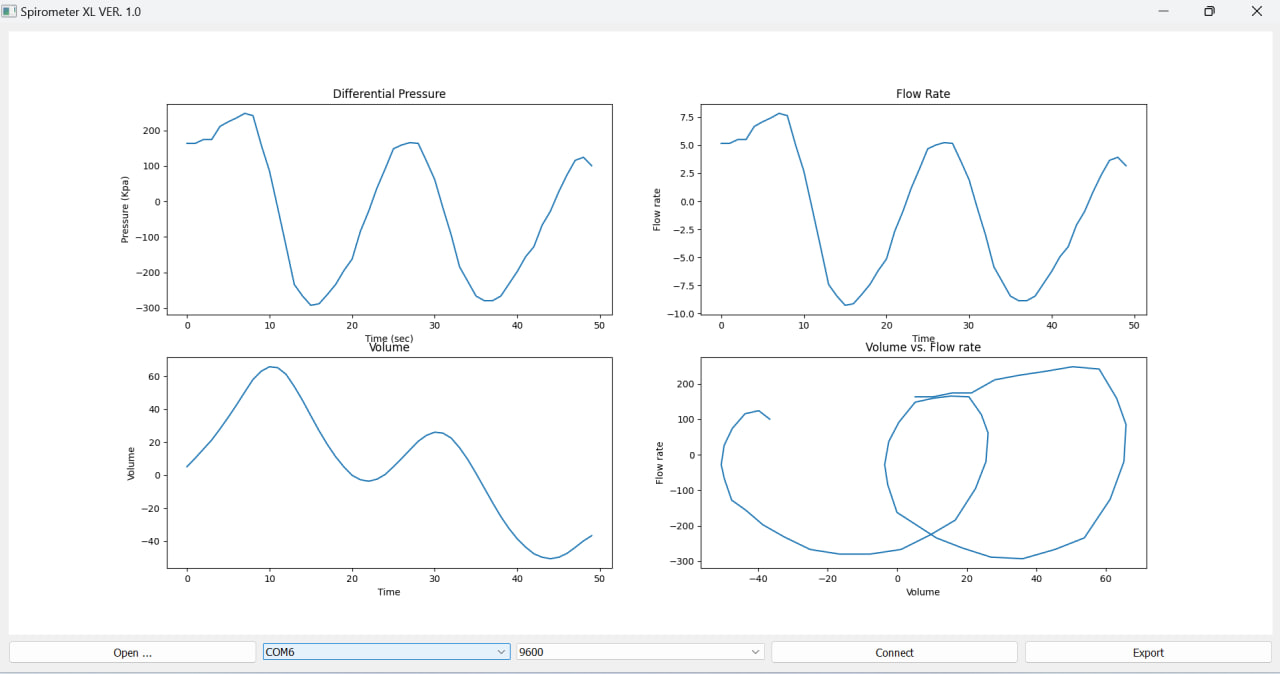 Spirometer XL VER. 1.0
Differential Pressure
200
100
0
−100
−200
−300
Pressure (Kpa)
0 10 20 30 40 50
Time (sec)
Flow Rate
7.5
5.0
2.5
0.0
−2.5
−5.0
−7.5
−10.0
Flow rate
0 10 20 30 40 50
Time
Volume
60
40
20
0
−20
−40
Volume
0 10 20 30 40 50
Time
Volume vs. Flow rate
200
100
0
−100
−200
−300
Flow rate
−40 −20 0 20 40 60
Volume
Open ... COM6 9600 Connect Export